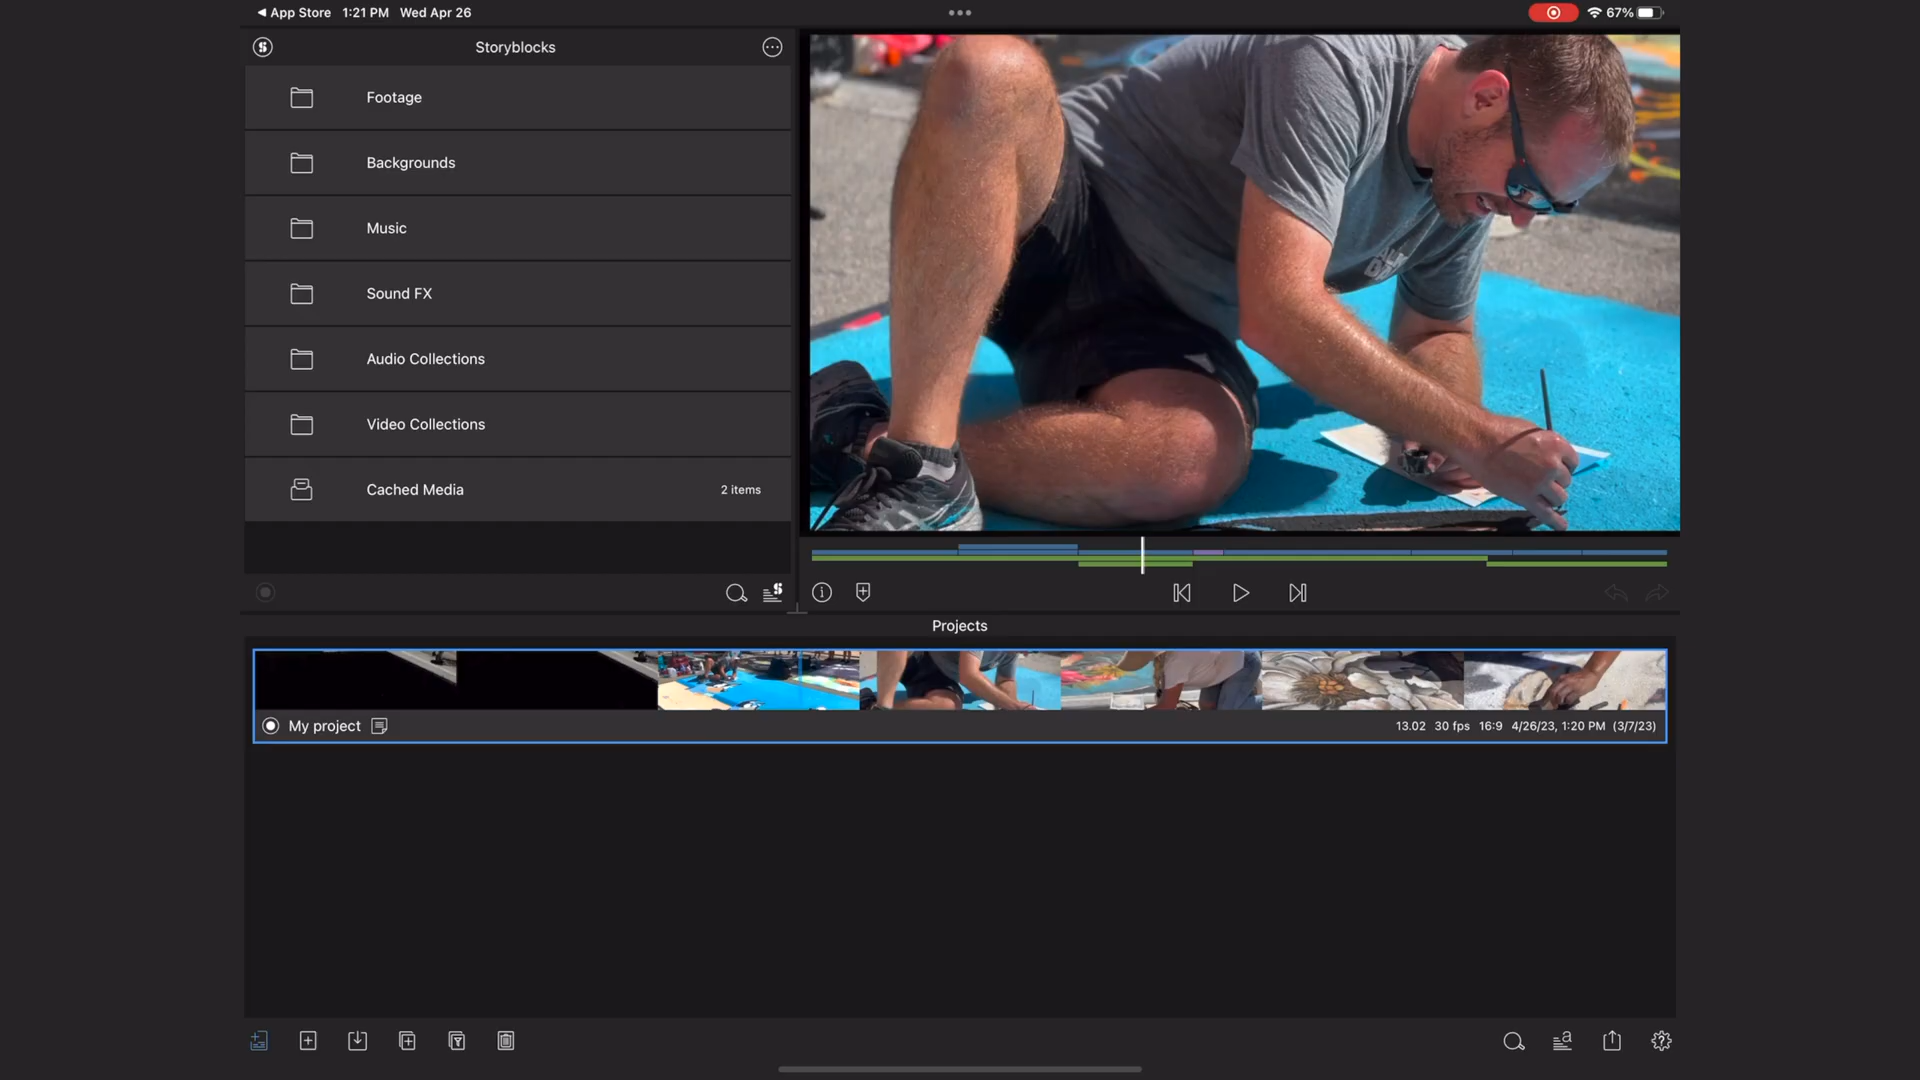 ◀ App Store 1:21 PM Wed Apr 26
67%
Storyblocks
Footage
Backgrounds
Music
Sound FX
Audio Collections
Video Collections
Cached Media 2 items
Projects
My project 13.02 30 fps 16:9 4/26/23, 1:20 PM (3/7/23)